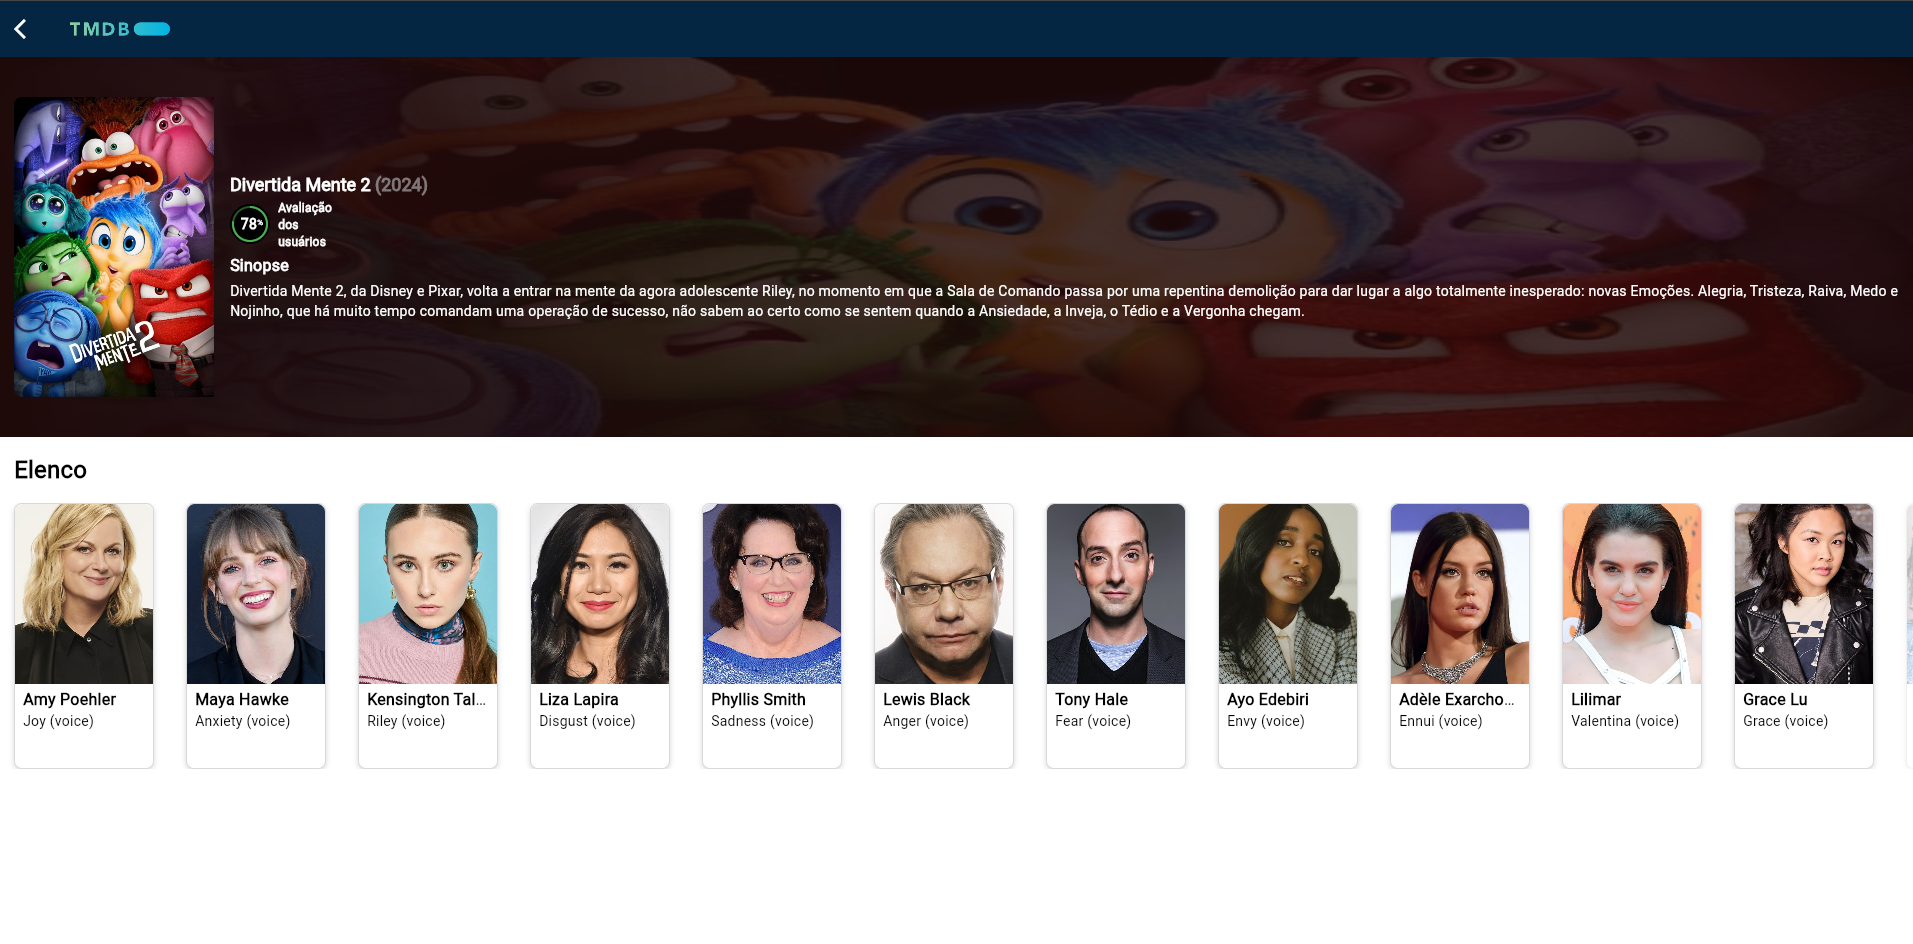 TMDB
DIVERTIDA
MENTE 2
Divertida Mente 2 (2024)
78%
Avaliação
dos
usuários
Sinopse
Divertida Mente 2, da Disney e Pixar, volta a entrar na mente da agora adolescente Riley, no momento em que a Sala de Comando passa por uma repentina demolição para dar lugar a algo totalmente inesperado: novas Emoções. Alegria, Tristeza, Raiva, Medo e
Nojinho, que há muito tempo comandam uma operação de sucesso, não sabem ao certo como se sentem quando a Ansiedade, a Inveja, o Tédio e a Vergonha chegam.
Elenco
Amy Poehler
Joy (voice)
Maya Hawke
Anxiety (voice)
Kensington Tal...
Riley (voice)
Liza Lapira
Disgust (voice)
Phyllis Smith
Sadness (voice)
Lewis Black
Anger (voice)
Tony Hale
Fear (voice)
Ayo Edebiri
Envy (voice)
Adèle Exarcho...
Ennui (voice)
Lilimar
Valentina (voice)
Grace Lu
Grace (voice)